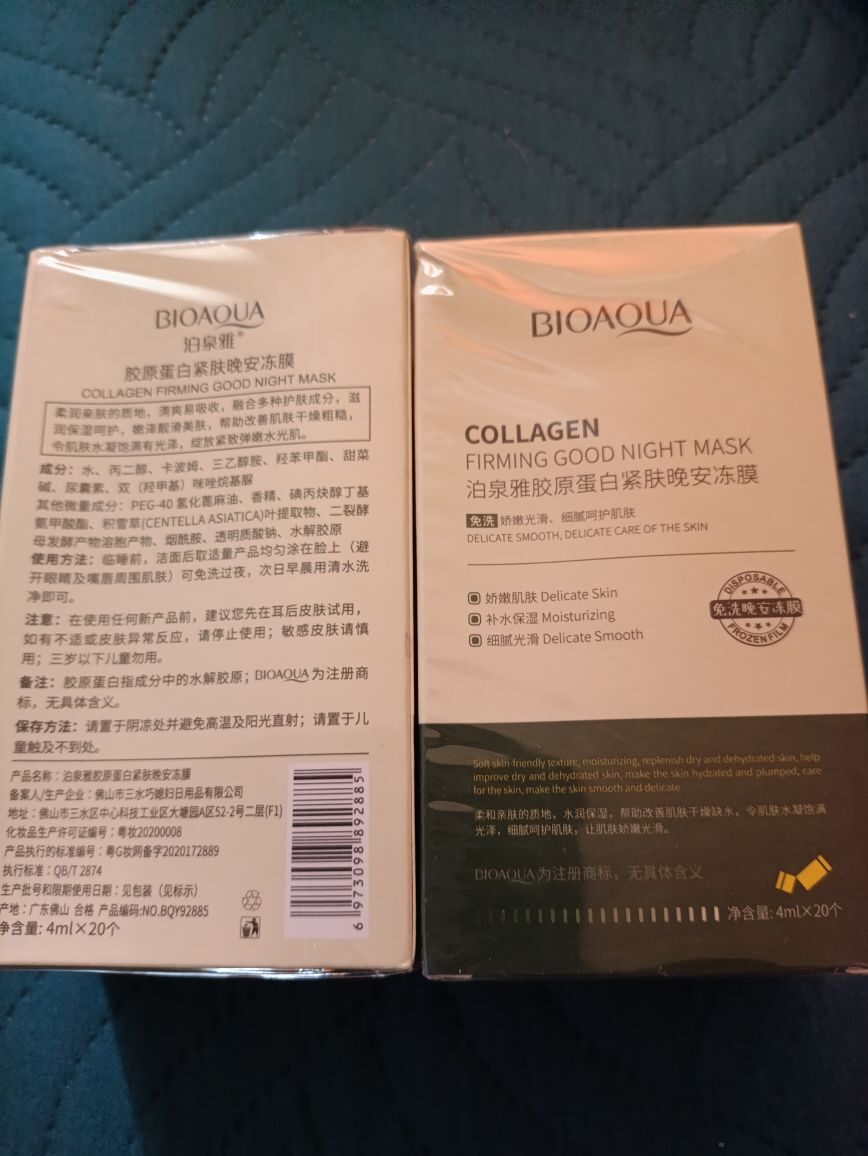 BIOAQUA
泊泉雅®
胶原蛋白紧肤晚安冻膜
COLLAGEN FIRMING GOOD NIGHT MASK
柔润亲肤的质地，清爽易吸收，融合多种护肤成分，滋
润保湿呵护，嫩泽靓滑美肤，帮助改善肌肤干燥粗糙，
令肌肤水凝饱满有光泽，绽放紧致弹嫩水光肌。
成分：水、丙二醇、卡波姆、三乙醇胺、羟苯甲酯、甜菜
碱、尿囊素、双（羟甲基）咪唑烷基脲
其他微量成分：PEG-40 氢化蓖麻油、香精、碘丙炔醇丁基
氨甲酸酯、积雪草(CENTELLA ASIATICA)叶提取物、二裂酵
母发酵产物溶胞产物、烟酰胺、透明质酸钠、水解胶原
使用方法：临睡前，洁面后取适量产品均匀涂在脸上（避
开眼睛及嘴唇周围肌肤）可免洗过夜，次日早晨用清水洗
净即可。
注意：在使用任何新产品前，建议您先在耳后皮肤试用，
如有不适或皮肤异常反应，请停止使用；敏感皮肤请慎
用；三岁以下儿童勿用。
备注：胶原蛋白指成分中的水解胶原；BIOAQUA为注册商
标，无具体含义。
保存方法：请置于阴凉处并避免高温及阳光直射；请置于儿
童触及不到处。
产品名称：泊泉雅胶原蛋白紧肤晚安冻膜
备案人/生产企业：佛山市三水巧媳妇日用品有限公司
地址：佛山市三水区中心科技工业区大塘园A区52-2号二层(F1)
化妆品生产许可证编号：粤妆20200008
产品执行的标准编号：粤G妆网备字2020172889
执行标准：QB/T 2874
生产批号和限期使用日期：见包装（见标示）
产地：广东佛山 合格 产品编码:NO.BQY92885
净含量: 4ml×20个
6 973098 892885
BIOAQUA
COLLAGEN
FIRMING GOOD NIGHT MASK
泊泉雅胶原蛋白紧肤晚安冻膜
免洗 娇嫩光滑、细腻呵护肌肤
DELICATE SMOOTH, DELICATE CARE OF THE SKIN
娇嫩肌肤 Delicate Skin
补水保湿 Moisturizing
细腻光滑 Delicate Smooth
DISPOSABLE
免洗晚安冻膜
FROZEN FILM
Soft skin-friendly texture, moisturizing, replenish dry and dehydrated skin, help
improve dry and dehydrated skin, make the skin hydrated and plumped, care
for the skin, make the skin smooth and delicate
柔和亲肤的质地，水润保湿，帮助改善肌肤干燥缺水，令肌肤水凝饱满
光泽，细腻呵护肌肤，让肌肤娇嫩光滑。
BIOAQUA为注册商标，无具体含义
净含量: 4ml×20个